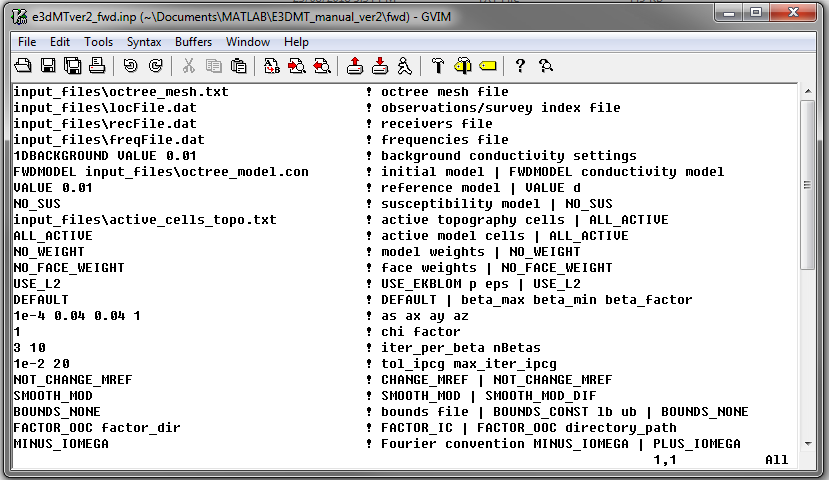 e3dMTver2_fwd.inp (~\Documents\MATLAB\E3DMT_manual_ver2\fwd) - GVIM
File Edit Tools Syntax Buffers Window Help
input_files\octree_mesh.txt ! octree mesh file
input_files\locFile.dat ! observations/survey index file
input_files\recFile.dat ! receivers file
input_files\freqFile.dat ! frequencies file
1DBACKGROUND VALUE 0.01 ! background conductivity settings
FWDMODEL input_files\octree_model.con ! initial model | FWDMODEL conductivity model
VALUE 0.01 ! reference model | VALUE d
NO_SUS ! susceptibility model | NO_SUS
input_files\active_cells_topo.txt ! active topography cells | ALL_ACTIVE
ALL_ACTIVE ! active model cells | ALL_ACTIVE
NO_WEIGHT ! model weights | NO_WEIGHT
NO_FACE_WEIGHT ! face weights | NO_FACE_WEIGHT
USE_L2 ! USE_EKBLOM p eps | USE_L2
DEFAULT ! DEFAULT | beta_max beta_min beta_factor
1e-4 0.04 0.04 1 ! as ax ay az
1 ! chi factor
3 10 ! iter_per_beta nBetas
1e-2 20 ! tol_ipcg max_iter_ipcg
NOT_CHANGE_MREF ! CHANGE_MREF | NOT_CHANGE_MREF
SMOOTH_MOD ! SMOOTH_MOD | SMOOTH_MOD_DIF
BOUNDS_NONE ! bounds file | BOUNDS_CONST lb ub | BOUNDS_NONE
FACTOR_OOC factor_dir ! FACTOR_IC | FACTOR_OOC directory_path
MINUS_IOMEGA ! Fourier convention MINUS_IOMEGA | PLUS_IOMEGA
1,1 All